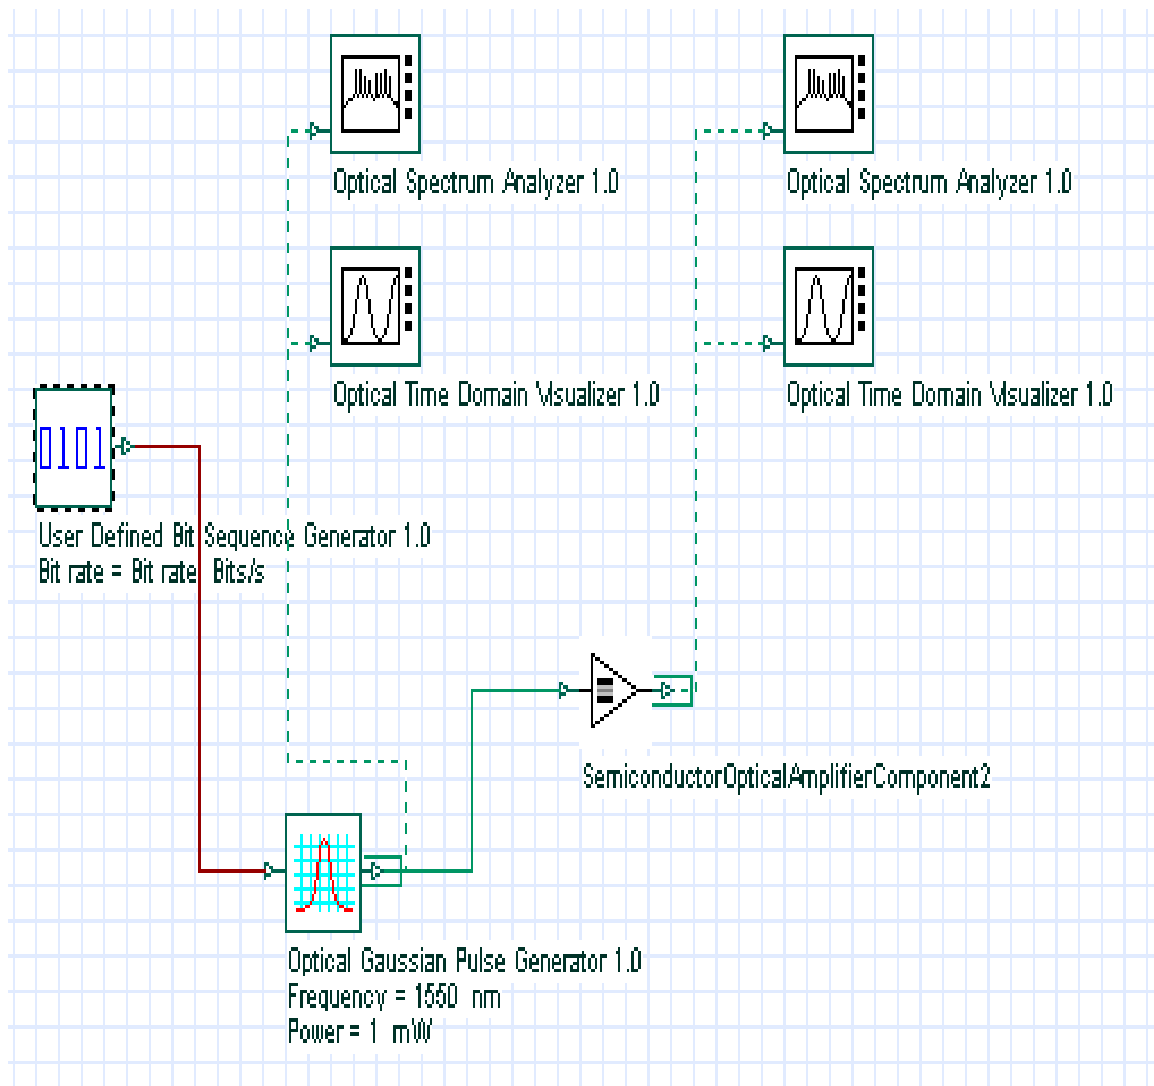 Optical Spectrum Analyzer 1.0
Optical Spectrum Analyzer 1.0
Optical Time Domain Visualizer 1.0
Optical Time Domain Visualizer 1.0
0101
User Defined Bit Sequence Generator 1.0
Bit rate = Bit rate Bits/s
SemiconductorOpticalAmplifierComponent2
Optical Gaussian Pulse Generator 1.0
Frequency = 1550 nm
Power = 1 mW